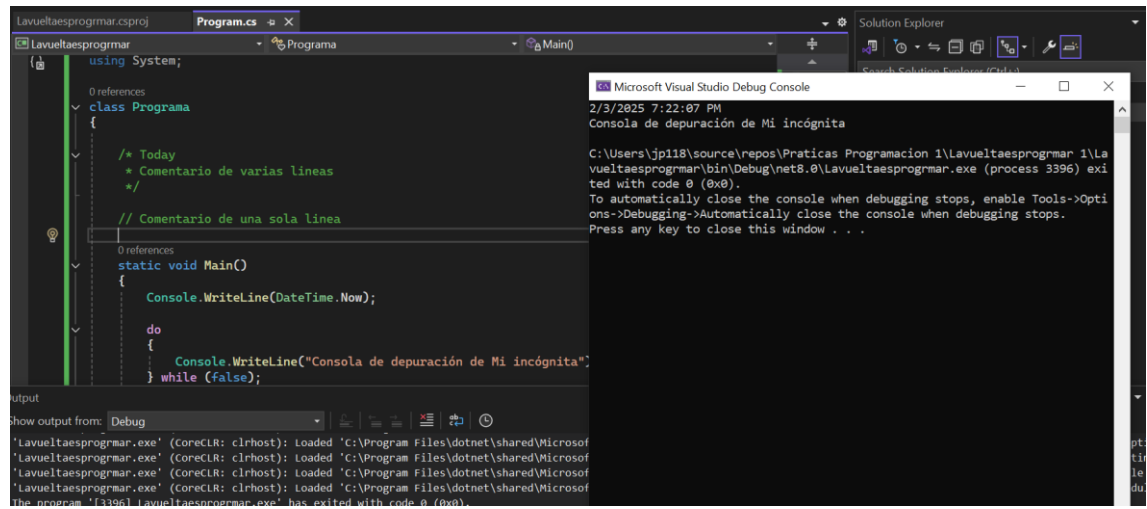 Lavueltaesprogrmar.csproj
Program.cs
Solution Explorer
Lavueltaesprogrmar
Programa
Main()
using System;
0 references
class Programa
{
/* Today
* Comentario de varias lineas
*/
// Comentario de una sola linea
0 references
static void Main()
{
Console.WriteLine(DateTime.Now);
do
{
Console.WriteLine("Consola de depuración de Mi incógnita")
} while (false);
Microsoft Visual Studio Debug Console
2/3/2025 7:22:07 PM
Consola de depuración de Mi incógnita
C:\Users\jp118\source\repos\Praticas Programacion 1\Lavueltaesprogrmar 1\La
vueltaesprogrmar\bin\Debug\net8.0\Lavueltaesprogrmar.exe (process 3396) exi
ted with code 0 (0x0).
To automatically close the console when debugging stops, enable Tools->Opti
ons->Debugging->Automatically close the console when debugging stops.
Press any key to close this window . . .
Show output from: Debug
'Lavueltaesprogrmar.exe' (CoreCLR: clrhost): Loaded 'C:\Program Files\dotnet\shared\Microsof
'Lavueltaesprogrmar.exe' (CoreCLR: clrhost): Loaded 'C:\Program Files\dotnet\shared\Microsof
'Lavueltaesprogrmar.exe' (CoreCLR: clrhost): Loaded 'C:\Program Files\dotnet\shared\Microsof
'Lavueltaesprogrmar.exe' (CoreCLR: clrhost): Loaded 'C:\Program Files\dotnet\shared\Microsof
The program '[3396] Lavueltaesprogrmar.exe' has exited with code 0 (0x0).